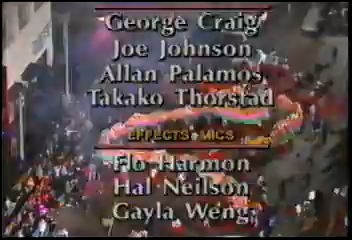 George Craig
Joe Johnson
Allan Palamos
Takako Thorstad
EFFECTS MICS
Flo Harmon
Hal Neilson
Gayla Weng